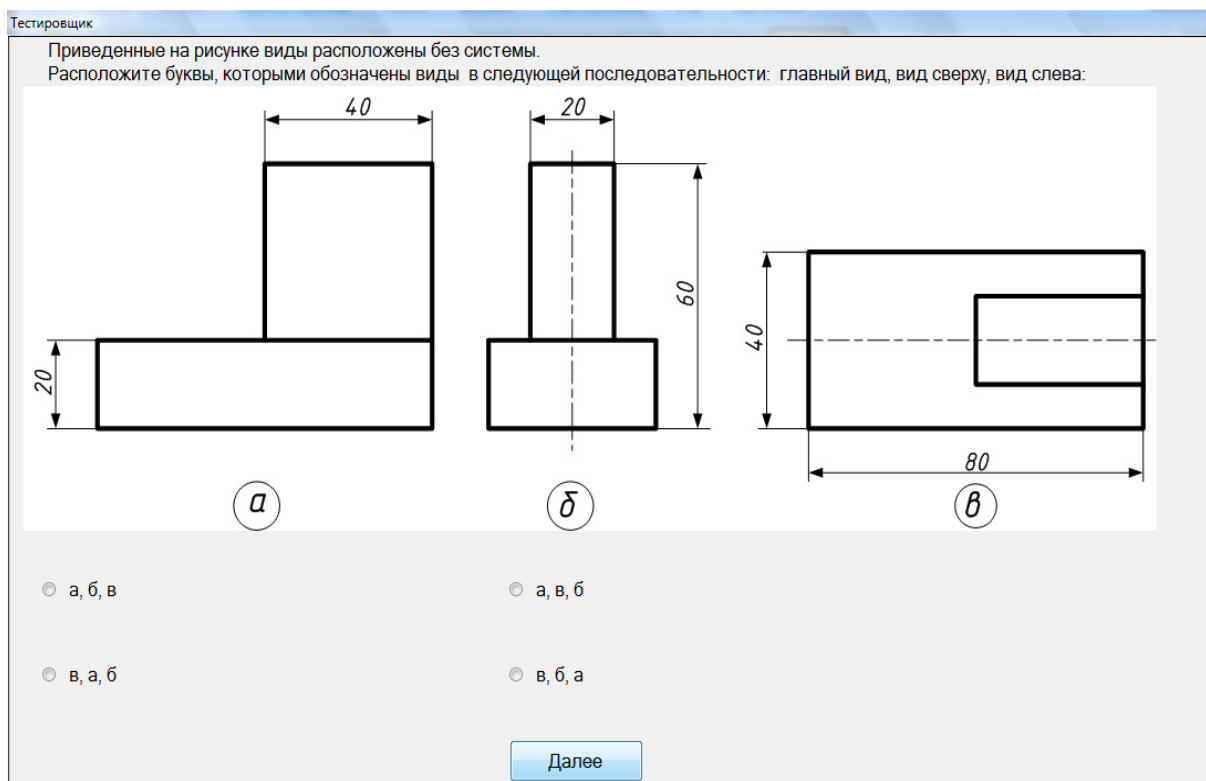 Тестировщик
Приведенные на рисунке виды расположены без системы.
Расположите буквы, которыми обозначены виды в следующей последовательности: главный вид, вид сверху, вид слева:
40
20
20
60
40
80
а
б
в
а, б, в
а, в, б
в, а, б
в, б, а
Далее